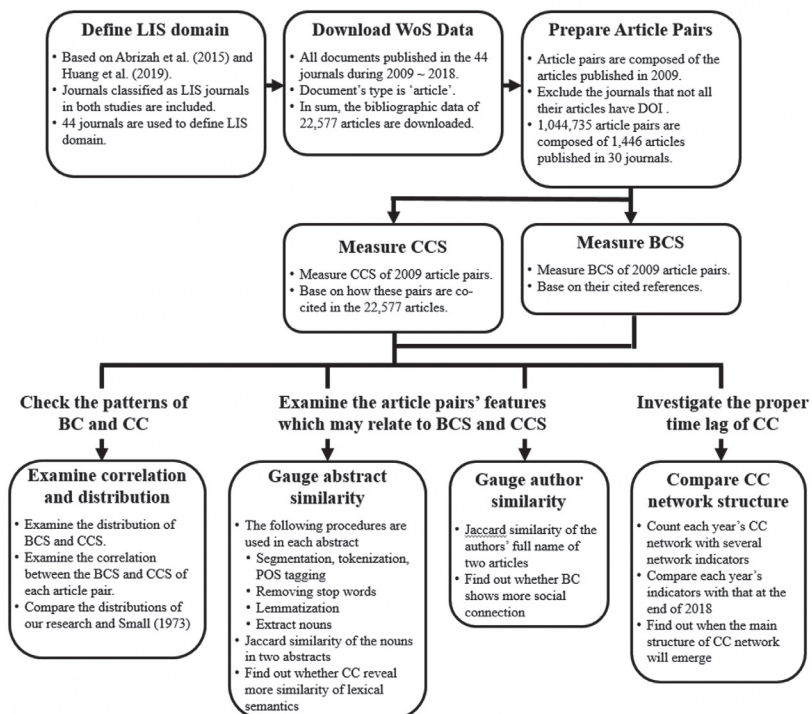 Define LIS domain
• Based on Abrizah et al. (2015) and
Huang et al. (2019).
• Journals classified as LIS journals
in both studies are included.
• 44 journals are used to define LIS
domain.
Download WoS Data
• All documents published in the 44
journals during 2009 ~ 2018.
• Document's type is 'article'.
• In sum, the bibliographic data of
22,577 articles are downloaded.
Prepare Article Pairs
• Article pairs are composed of the
articles published in 2009.
• Exclude the journals that not all
their articles have DOI .
• 1,044,735 article pairs are
composed of 1,446 articles
published in 30 journals.
Measure CCS
• Measure CCS of 2009 article pairs.
• Base on how these pairs are co-
cited in the 22,577 articles.
Measure BCS
• Measure BCS of 2009 article pairs.
• Base on their cited references.
Check the patterns of
BC and CC
Examine the article pairs' features
which may relate to BCS and CCS
Investigate the proper
time lag of CC
Examine correlation
and distribution
• Examine the distribution of
BCS and CCS.
• Examine the correlation
between the BCS and CCS of
each article pair.
• Compare the distributions of
our research and Small (1973)
Gauge abstract
similarity
• The following procedures are
used in each abstract
• Segmentation, tokenization,
POS tagging
• Removing stop words
• Lemmatization
• Extract nouns
• Jaccard similarity of the nouns
in two abstracts
• Find out whether CC reveal
more similarity of lexical
semantics
Gauge author
similarity
• Jaccard similarity of the
authors' full name of
two articles
• Find out whether BC
shows more social
connection
Compare CC
network structure
• Count each year's CC
network with several
network indicators
• Compare each year's
indicators with that at the
end of 2018
• Find out when the main
structure of CC network
will emerge